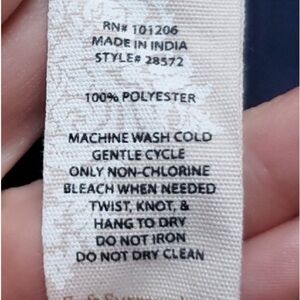 RN# 101206
MADE IN INDIA
STYLE# 28572
100% POLYESTER
MACHINE WASH COLD
GENTLE CYCLE
ONLY NON-CHLORINE
BLEACH WHEN NEEDED
TWIST, KNOT, &
HANG TO DRY
DO NOT IRON
DO NOT DRY CLEAN